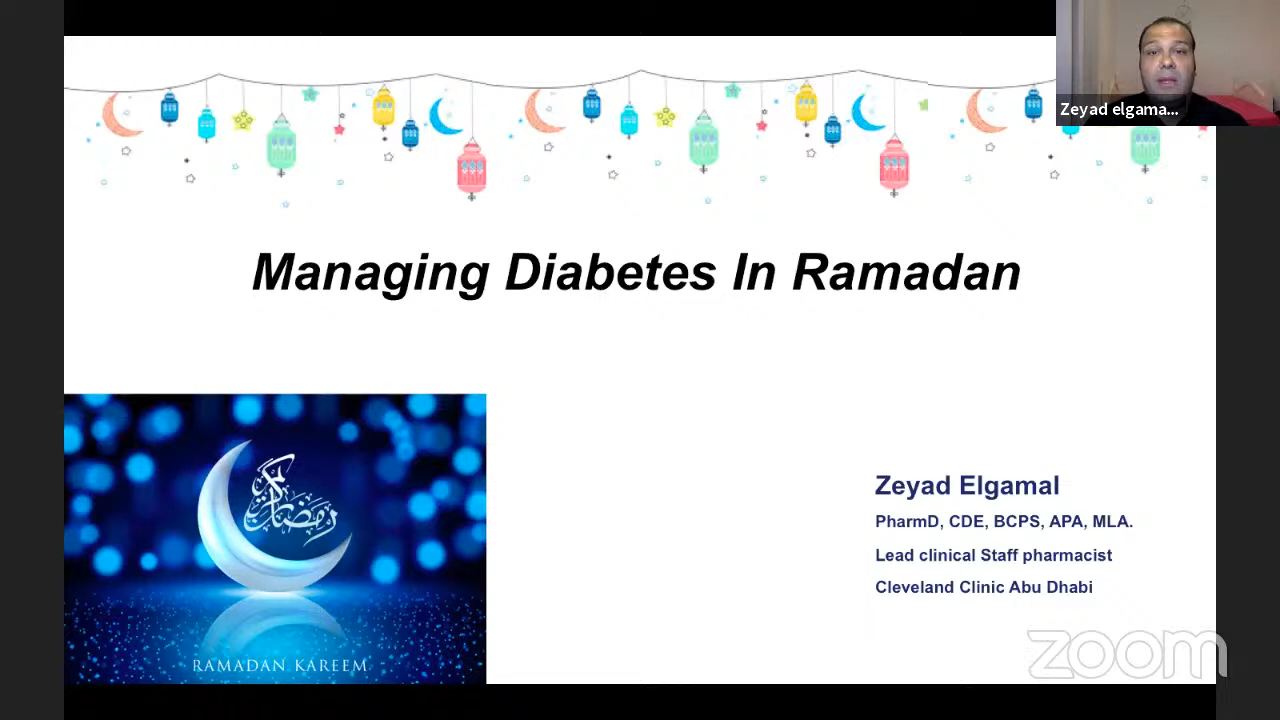 Zeyad elgama...
Managing Diabetes In Ramadan
رمضان كريم
RAMADAN KAREEM
Zeyad Elgamal
PharmD, CDE, BCPS, APA, MLA.
Lead clinical Staff pharmacist
Cleveland Clinic Abu Dhabi
zoom